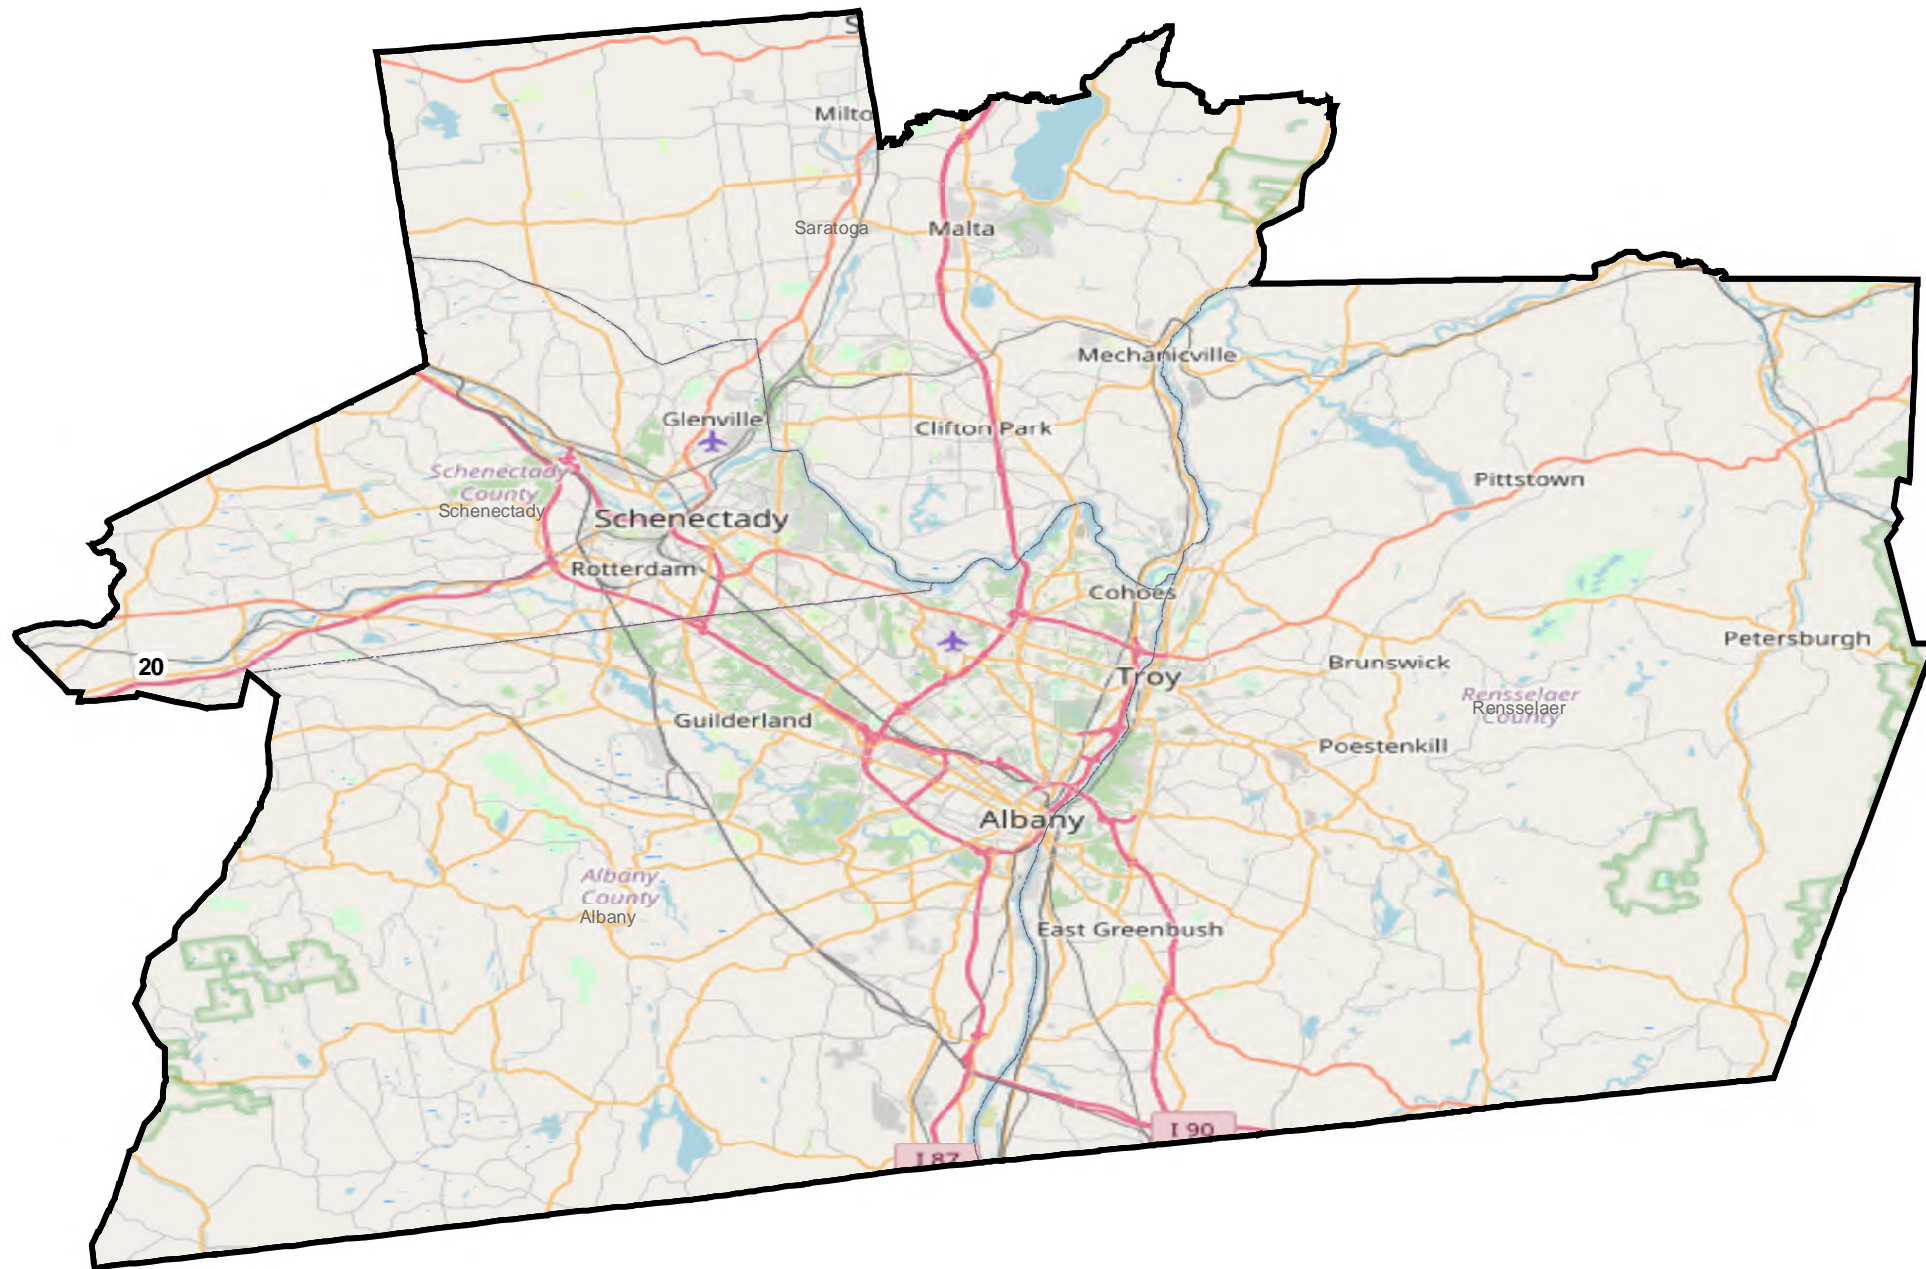 S
Milto
Saratoga
Malta
Mechanicville
Glenville
Clifton Park
Schenectady
County
Schenectady
Pittstown
Schenectady
Rotterdam
Cohoes
Petersburgh
20
Brunswick
Troy
Rensselaer
County
Rensselaer
Guilderland
Poestenkill
Albany
Albany
County
Albany
East Greenbush
I 90
I 87